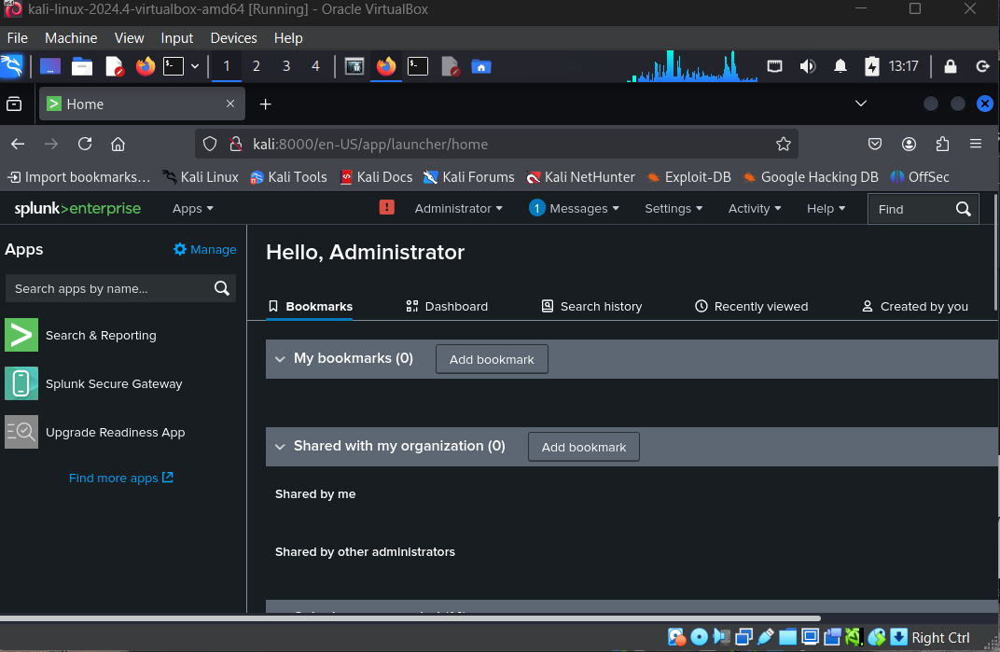 kali-linux-2024.4-virtualbox-amd64 [Running] - Oracle VirtualBox
File Machine View Input Devices Help
1 2 3 4 13:17
Home
kali:8000/en-US/app/launcher/home
Import bookmarks... Kali Linux Kali Tools Kali Docs Kali Forums Kali NetHunter Exploit-DB Google Hacking DB OffSec
splunk>enterprise Apps Administrator 1 Messages Settings Activity Help Find
Apps Manage
Hello, Administrator
Search apps by name...
Bookmarks Dashboard Search history Recently viewed Created by you
Search & Reporting
My bookmarks (0) Add bookmark
Splunk Secure Gateway
Upgrade Readiness App
Shared with my organization (0) Add bookmark
Find more apps
Shared by me
Shared by other administrators
Right Ctrl